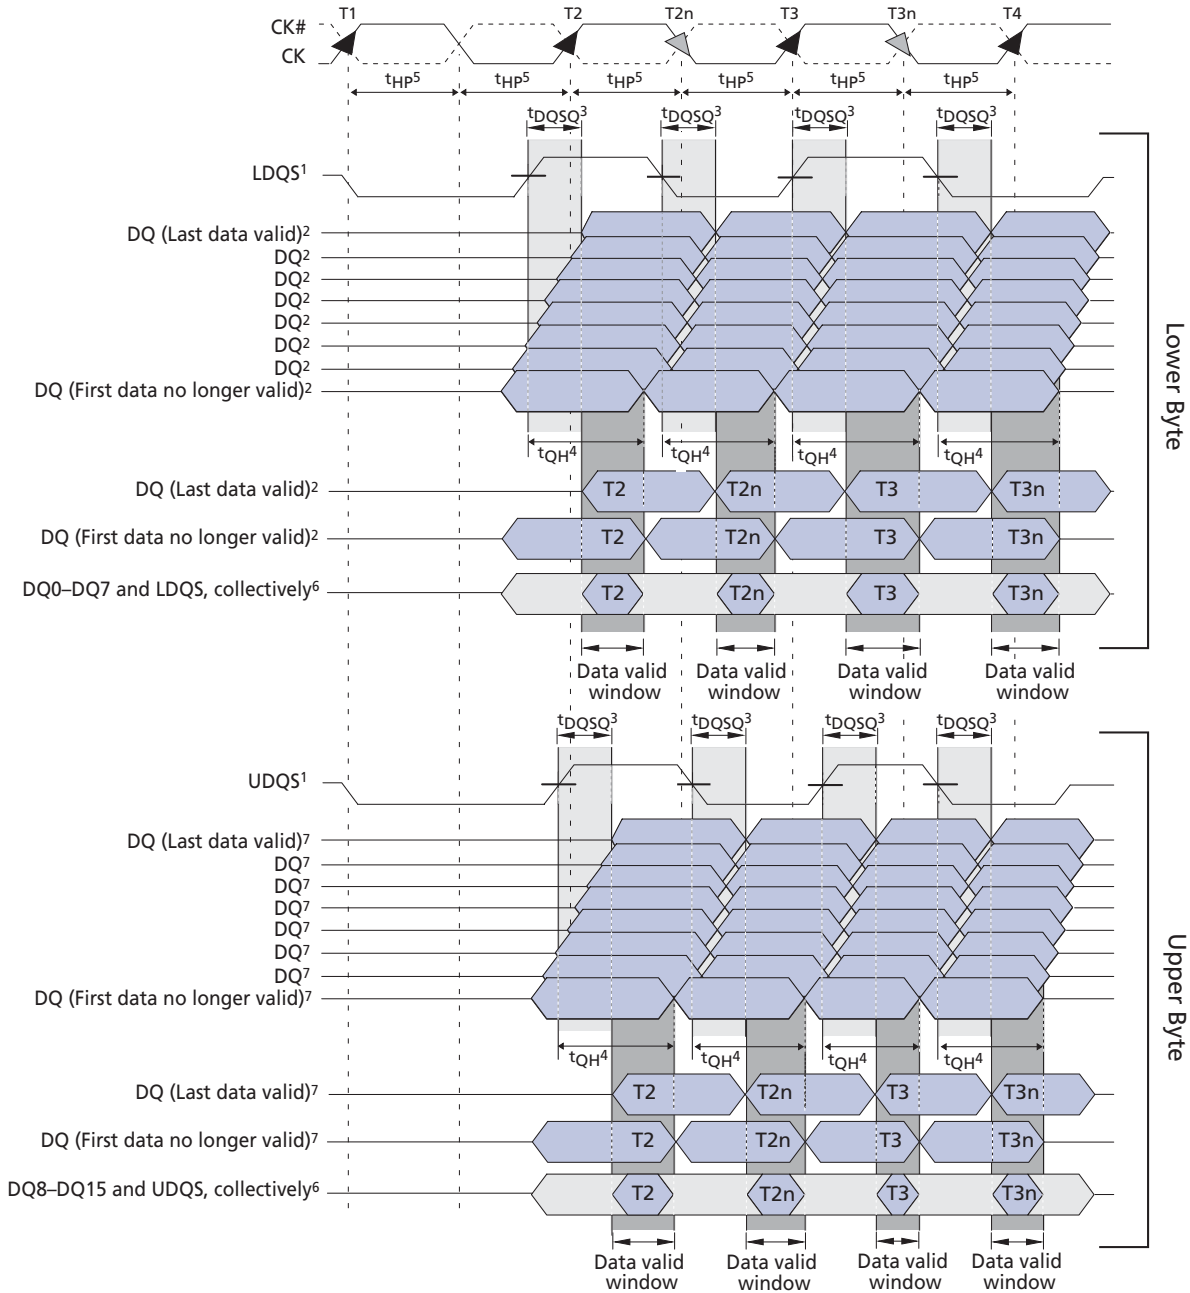 T1 T2 T2n T3 T3n T4
CK#
CK
tHP5 tHP5 tHP5 tHP5 tHP5 tHP5
tDQSQ3 tDQSQ3 tDQSQ3 tDQSQ3
LDQS1
DQ (Last data valid)2
DQ2
DQ2
DQ2
DQ2
DQ2
DQ2
DQ (First data no longer valid)2
tQH4 tQH4 tQH4 tQH4
DQ (Last data valid)2 T2 T2n T3 T3n
DQ (First data no longer valid)2 T2 T2n T3 T3n
DQ0–DQ7 and LDQS, collectively6 T2 T2n T3 T3n
Data valid window Data valid window Data valid window Data valid window
Lower Byte
tDQSQ3 tDQSQ3 tDQSQ3 tDQSQ3
UDQS1
DQ (Last data valid)7
DQ7
DQ7
DQ7
DQ7
DQ7
DQ7
DQ (First data no longer valid)7
tQH4 tQH4 tQH4 tQH4
DQ (Last data valid)7 T2 T2n T3 T3n
DQ (First data no longer valid)7 T2 T2n T3 T3n
DQ8–DQ15 and UDQS, collectively6 T2 T2n T3 T3n
Data valid window Data valid window Data valid window Data valid window
Upper Byte